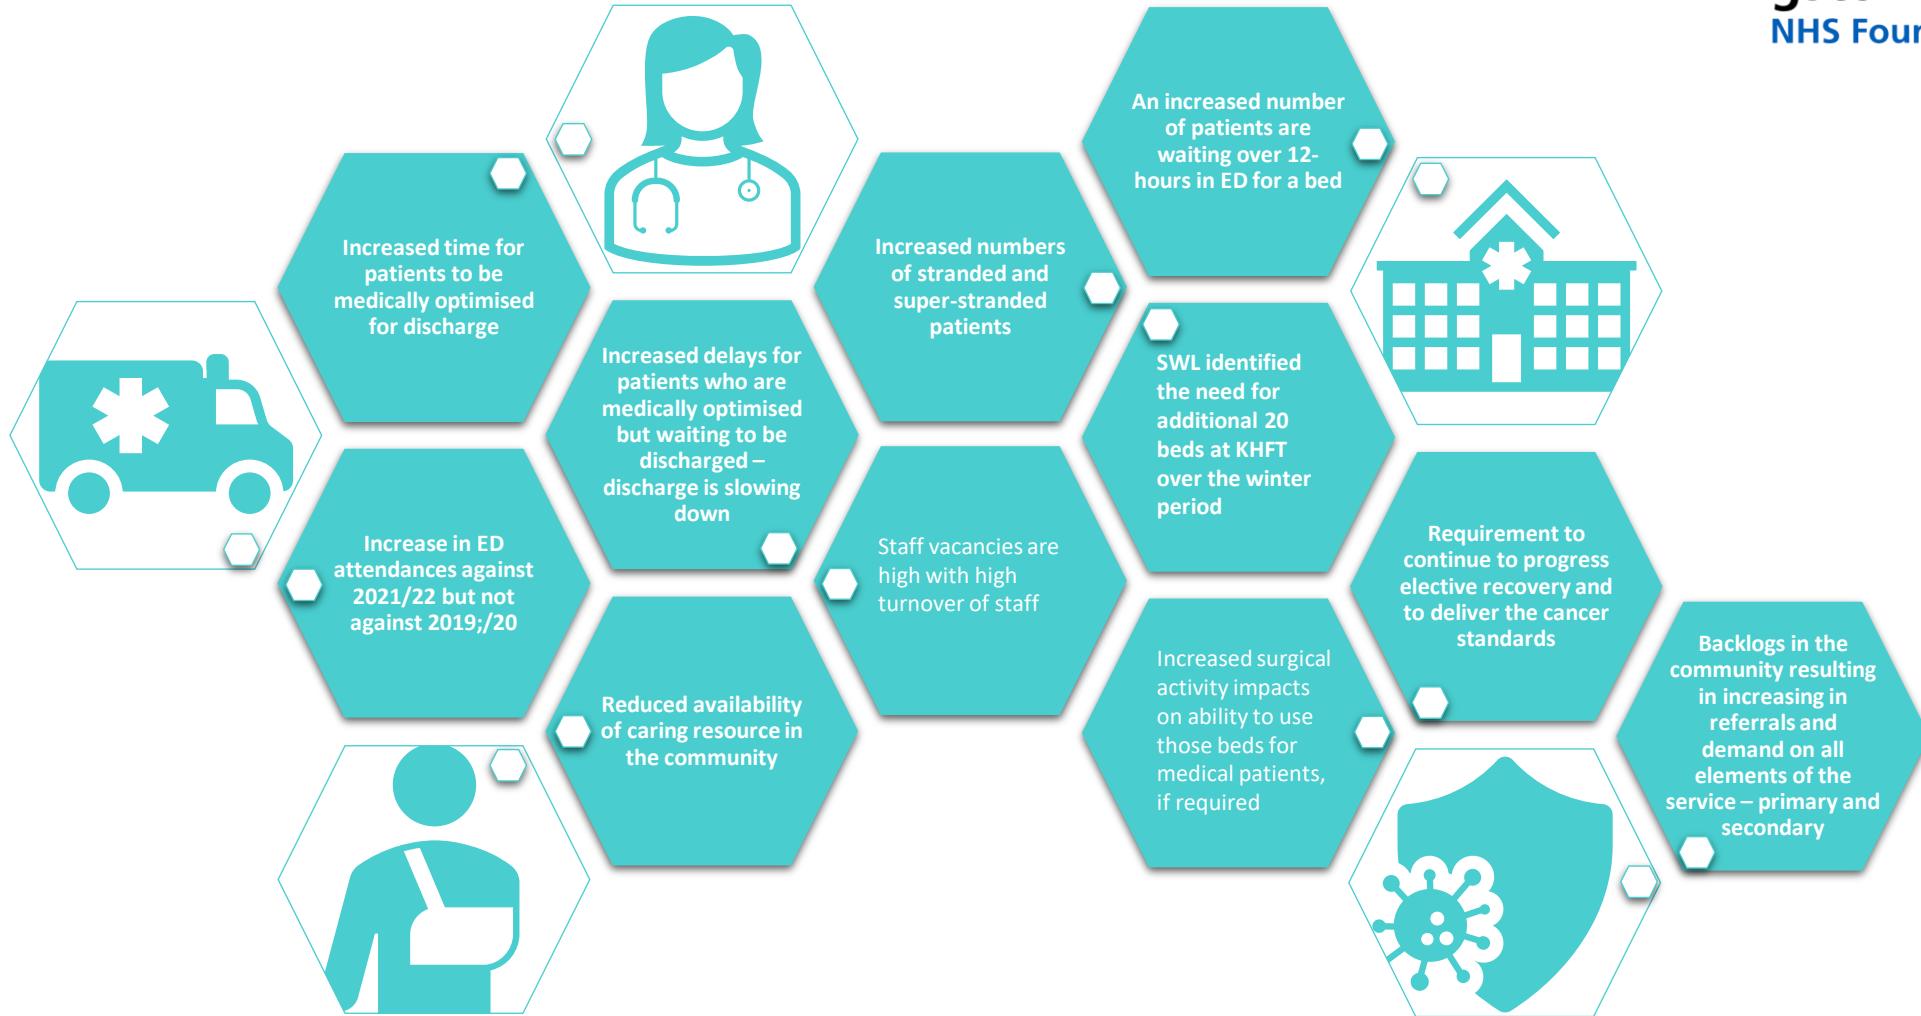 NHS Four
An increased number
of patients are
waiting over 12-
hours in ED for a bed
Increased time for
patients to be
medically optimised
for discharge
Increased numbers
of stranded and
super-stranded
patients
Increased delays for
patients who are
medically optimised
but waiting to be
discharged –
discharge is slowing
down
SWL identified
the need for
additional 20
beds at KHFT
over the winter
period
Increase in ED
attendances against
2021/22 but not
against 2019;/20
Staff vacancies are
high with high
turnover of staff
Requirement to
continue to progress
elective recovery and
to deliver the cancer
standards
Reduced availability
of caring resource in
the community
Increased surgical
activity impacts
on ability to use
those beds for
medical patients,
if required
Backlogs in the
community resulting
in increasing in
referrals and
demand on all
elements of the
service – primary and
secondary